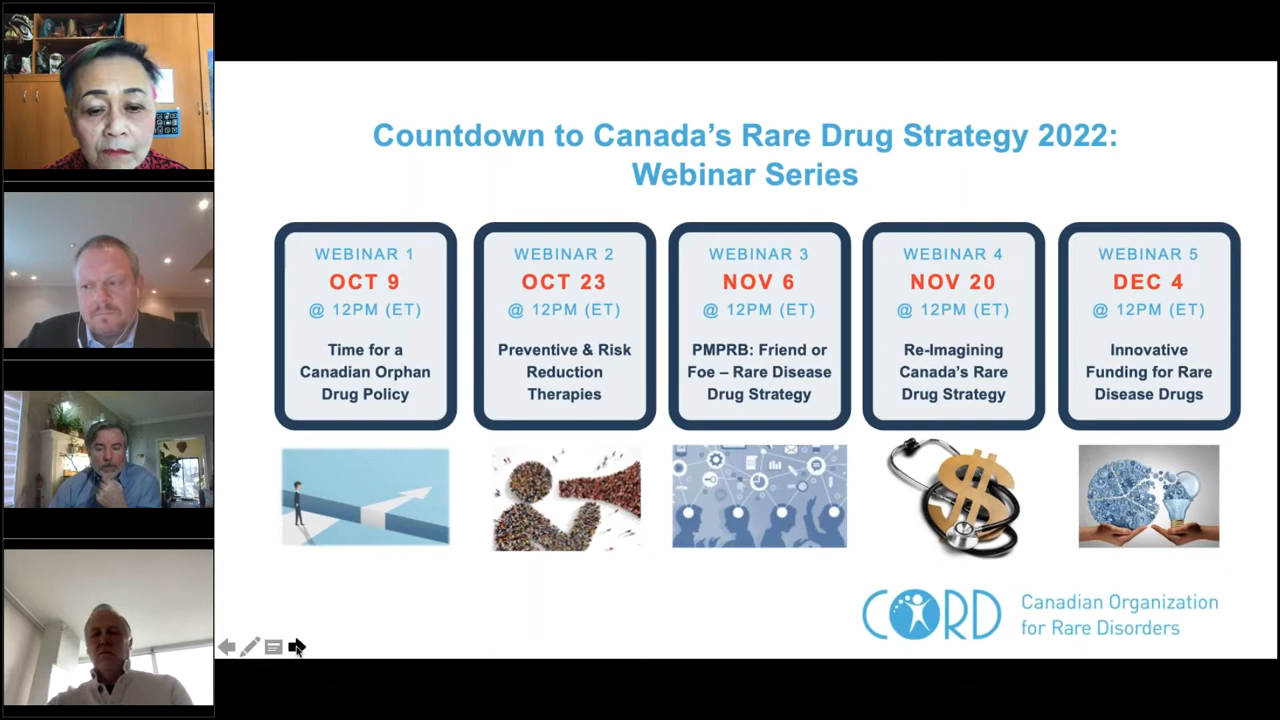 Countdown to Canada's Rare Drug Strategy 2022:
Webinar Series
WEBINAR 1
OCT 9
@ 12PM (ET)
Time for a
Canadian Orphan
Drug Policy
WEBINAR 2
OCT 23
@ 12PM (ET)
Preventive & Risk
Reduction
Therapies
WEBINAR 3
NOV 6
@ 12PM (ET)
PMPRB: Friend or
Foe – Rare Disease
Drug Strategy
WEBINAR 4
NOV 20
@ 12PM (ET)
Re-Imagining
Canada's Rare
Drug Strategy
WEBINAR 5
DEC 4
@ 12PM (ET)
Innovative
Funding for Rare
Disease Drugs
CORD
Canadian Organization
for Rare Disorders